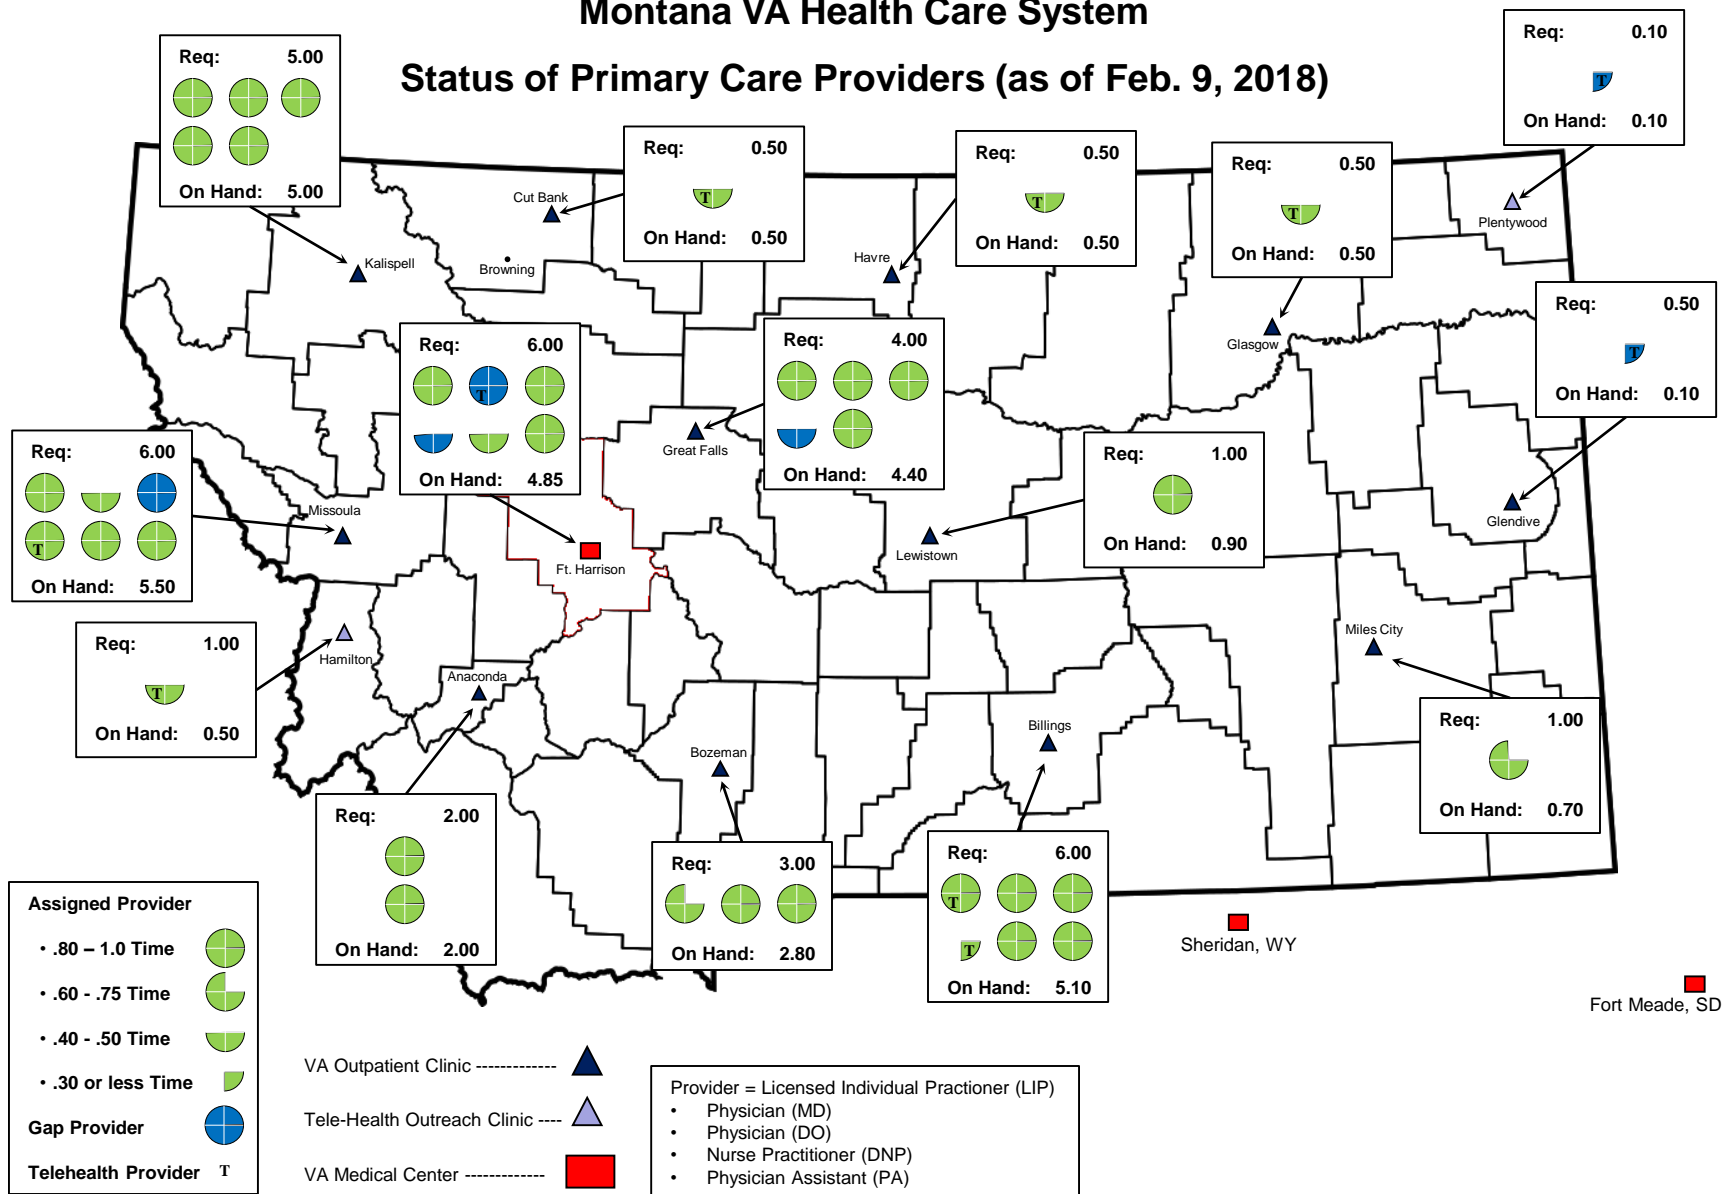 Montana VA Health Care System
Status of Primary Care Providers (as of Feb. 9, 2018)
Req: 5.00
On Hand: 5.00
Kalispell
Req: 0.50
T
On Hand: 0.50
Cut Bank
Browning
Req: 0.50
T
On Hand: 0.50
Havre
Req: 0.50
T
On Hand: 0.50
Glasgow
Req: 0.10
T
On Hand: 0.10
Plentywood
Req: 0.50
T
On Hand: 0.10
Glendive
Req: 6.00
T
On Hand: 4.85
Ft. Harrison
Req: 4.00
On Hand: 4.40
Great Falls
Req: 6.00
T
On Hand: 5.50
Missoula
Req: 1.00
On Hand: 0.90
Lewistown
Req: 1.00
T
On Hand: 0.50
Hamilton
Anaconda
Req: 2.00
On Hand: 2.00
Bozeman
Req: 3.00
On Hand: 2.80
Billings
Req: 6.00
T
T
On Hand: 5.10
Miles City
Req: 1.00
On Hand: 0.70
Sheridan, WY
Fort Meade, SD
Assigned Provider
• .80 – 1.0 Time
• .60 - .75 Time
• .40 - .50 Time
• .30 or less Time
Gap Provider
Telehealth Provider T
VA Outpatient Clinic -------------
Tele-Health Outreach Clinic ----
VA Medical Center -------------
Provider = Licensed Individual Practioner (LIP)
• Physician (MD)
• Physician (DO)
• Nurse Practitioner (DNP)
• Physician Assistant (PA)